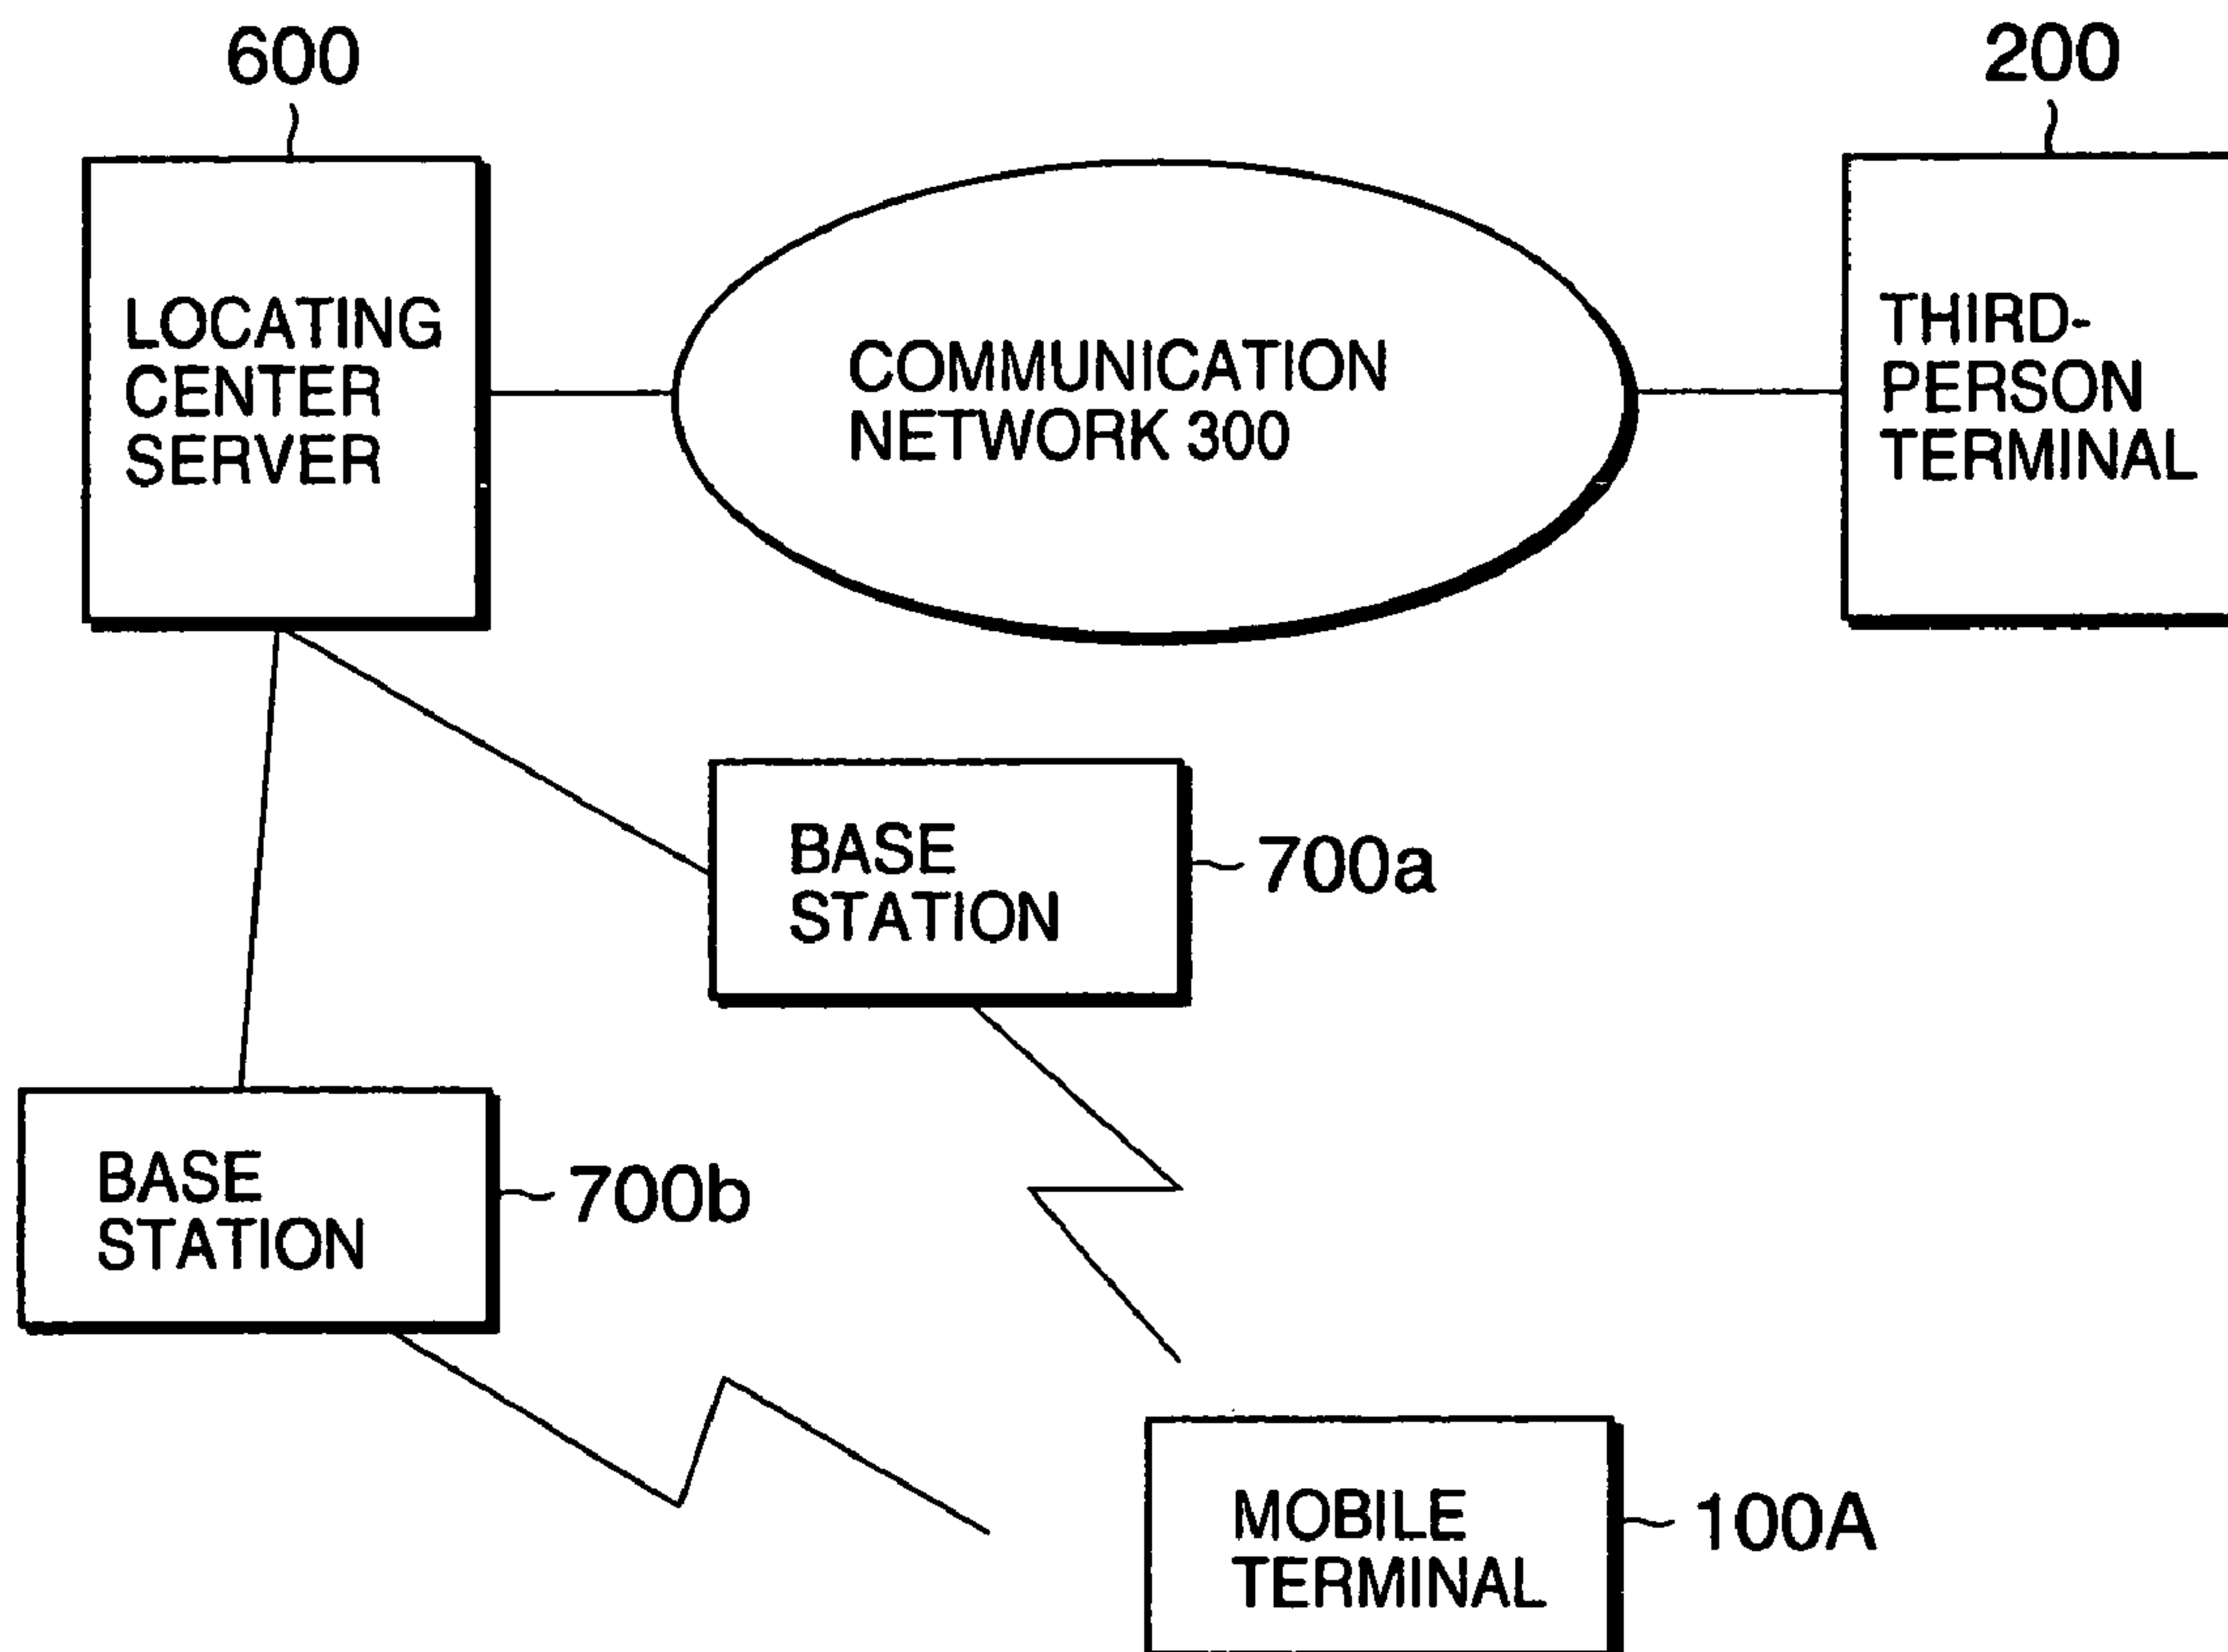 600
200
LOCATING
CENTER
SERVER
COMMUNICATION
NETWORK 300
THIRD-
PERSON
TERMINAL
BASE
STATION
700a
BASE
STATION
700b
MOBILE
TERMINAL
100A